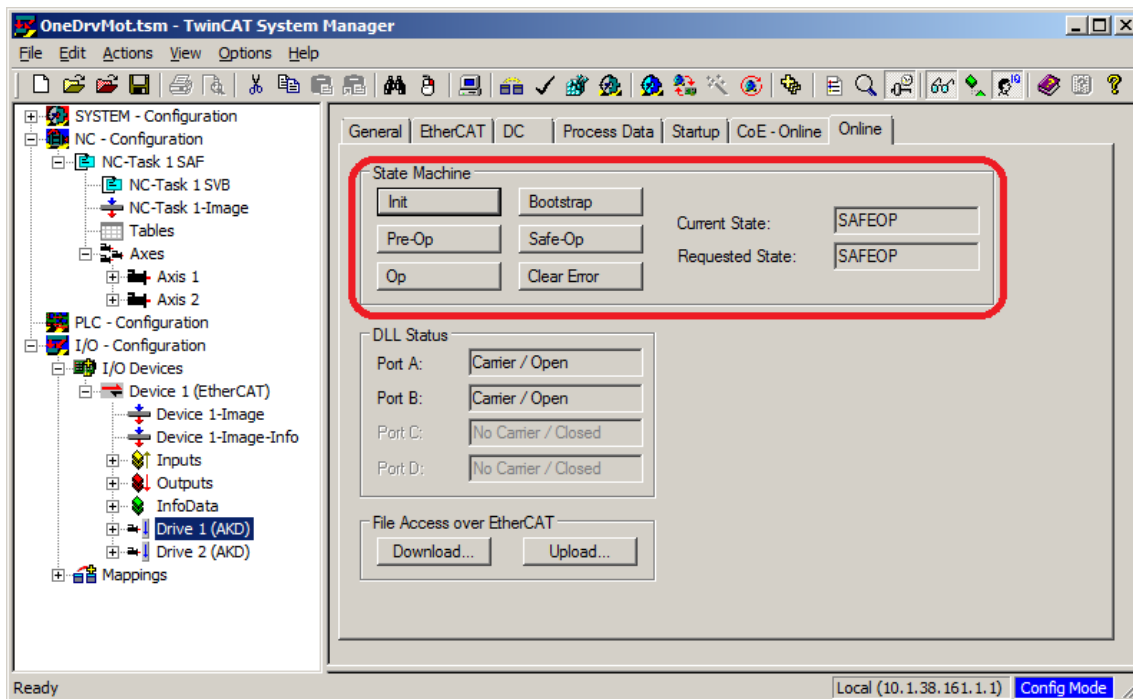 OneDrvMot.tsm - TwinCAT System Manager
File Edit Actions View Options Help
SYSTEM - Configuration
NC - Configuration
NC-Task 1 SAF
NC-Task 1 SVB
NC-Task 1-Image
Tables
Axes
Axis 1
Axis 2
PLC - Configuration
I/O - Configuration
I/O Devices
Device 1 (EtherCAT)
Device 1-Image
Device 1-Image-Info
Inputs
Outputs
InfoData
Drive 1 (AKD)
Drive 2 (AKD)
Mappings
General EtherCAT DC Process Data Startup CoE - Online Online
State Machine
Init Bootstrap
Pre-Op Safe-Op
Op Clear Error
Current State: SAFEOP
Requested State: SAFEOP
DLL Status
Port A: Carrier / Open
Port B: Carrier / Open
Port C: No Carrier / Closed
Port D: No Carrier / Closed
File Access over EtherCAT
Download... Upload...
Ready Local (10.1.38.161.1.1) Config Mode